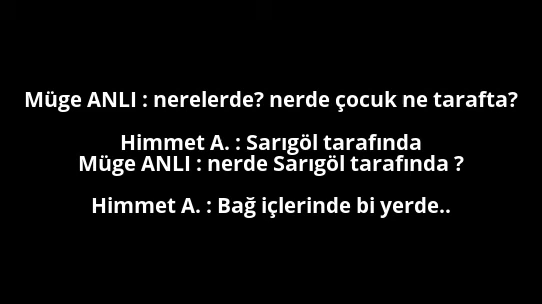 Müge ANLI : nerelerde? nerde çocuk ne tarafta?
Himmet A. : Sarıgöl tarafında
Müge ANLI : nerde Sarıgöl tarafında ?
Himmet A. : Bağ içlerinde bi yerde..